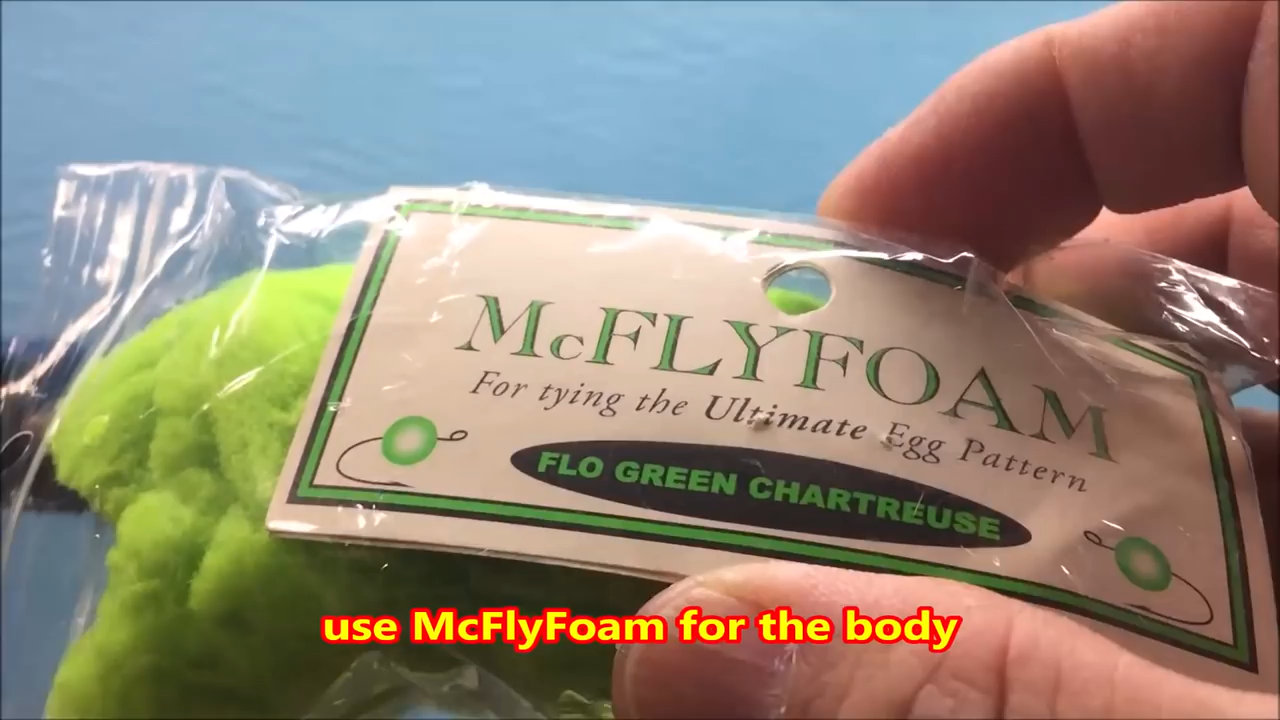 McFLYFOAM
For tying the Ultimate Egg Pattern
FLO GREEN CHARTREUSE
use McFlyFoam for the body